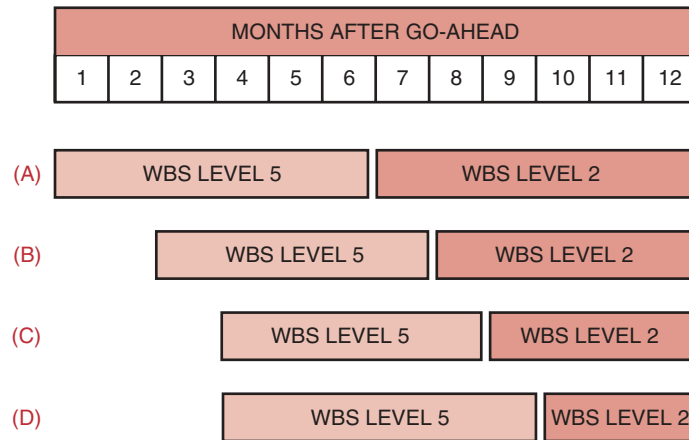 MONTHS AFTER GO-AHEAD
1 2 3 4 5 6 7 8 9 10 11 12
(A) WBS LEVEL 5 WBS LEVEL 2
(B) WBS LEVEL 5 WBS LEVEL 2
(C) WBS LEVEL 5 WBS LEVEL 2
(D) WBS LEVEL 5 WBS LEVEL 2